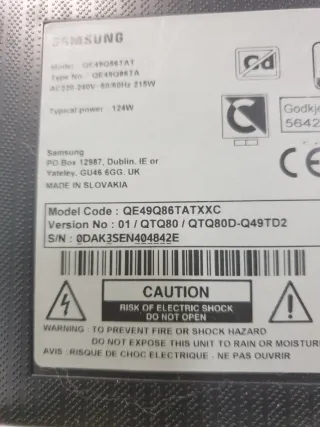 SAMSUNG
Model : QE49Q86TAT
Type No : QE49Q86TA
AC220-240V~50/60Hz 215W
Typical power : 124W
Cd
Godkje
5642
C
CE
Samsung
PO Box 12987, Dublin. IE or
Yateley, GU46 6GG. UK
MADE IN SLOVAKIA
Model Code : QE49Q86TATXXC
Version No : 01 / QTQ80 / QTQ80D-Q49TD2
S/N : 0DAK3SEN404842E
CAUTION
RISK OF ELECTRIC SHOCK
DO NOT OPEN
WARNING : TO PREVENT FIRE OR SHOCK HAZARD
DO NOT EXPOSE THIS UNIT TO RAIN OR MOISTUR
AVIS : RISQUE DE CHOC ELECTRIQUE - NE PAS OUVRIR